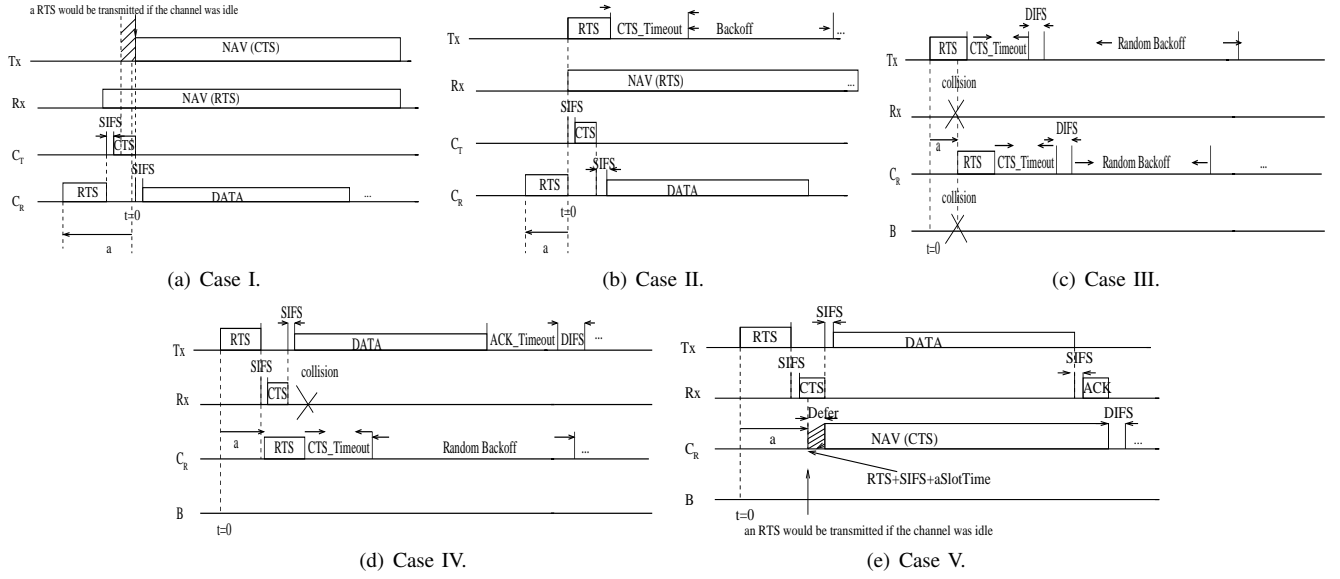 a RTS would be transmitted if the channel was idle
NAV (CTS)
Tx
NAV (RTS)
Rx
SIFS
CTS
C_T
SIFS
RTS
DATA
...
C_R
t=0
a
(a) Case I.
RTS
CTS_Timeout
Backoff
...
Tx
NAV (RTS)
...
Rx
SIFS
CTS
C_T
SIFS
RTS
DATA
C_R
t=0
a
(b) Case II.
DIFS
RTS
CTS_Timeout
Random Backoff
Tx
collision
Rx
DIFS
a
RTS
CTS_Timeout
Random Backoff
...
C_R
collision
B
t=0
(c) Case III.
SIFS
RTS
DATA
ACK_Timeout
DIFS
...
Tx
SIFS
collision
CTS
Rx
a
RTS
CTS_Timeout
Random Backoff
...
C_R
B
t=0
(d) Case IV.
SIFS
RTS
DATA
Tx
SIFS
SIFS
CTS
ACK
Rx
Defer
DIFS
a
NAV (CTS)
...
C_R
RTS+SIFS+aSlotTime
B
t=0
an RTS would be transmitted if the channel was idle
(e) Case V.